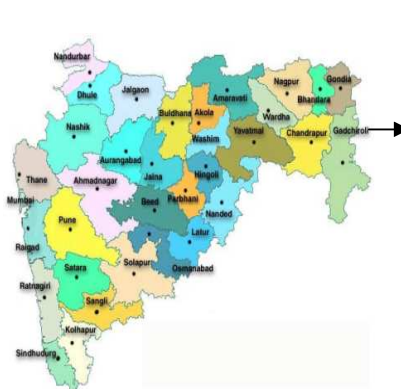 Nandurbar
Dhule
Jalgaon
Amaravati
Nagpur
Gondia
Bhandara
Buldhana
Akola
Wardha
Nashik
Washim
Yavatmal
Chandrapur
Gadchiroli
Aurangabad
Jalna
Hingoli
Thane
Ahmadnagar
Parbhani
Beed
Nanded
Mumbai
Pune
Latur
Raigad
Solapur
Osmanabad
Satara
Ratnagiri
Sangli
Kolhapur
Sindhudurg